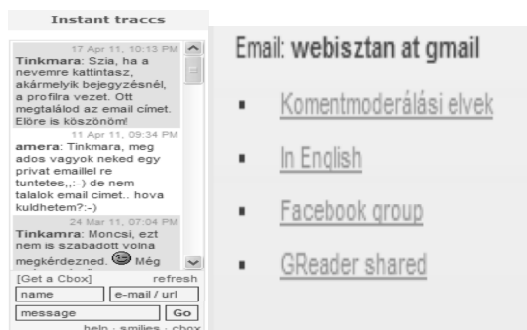 Instant traccs
17 Apr 11, 10:13 PM
Tinkmara: Szia, ha a
nevemre kattintasz,
akármelyik bejegyzésnél,
a profilra vezet. Ott
megtalálod az email címet.
Előre is köszönöm!
11 Apr 11, 09:34 PM
amera: Tinkmara, meg
ados vagyok neked egy
privat emaillel re
tuntetes,,:-) de nem
talalok email cimet.. hova
kuldhetem?:-)
24 Mar 11, 07:04 PM
Tinkamra: Moncsi, ezt
nem is szabadott volna
megkérdezned. Még
[Get a Cbox] refresh
name e-mail / url
message Go
help · smilies · cbox
Email: webisztan at gmail
Komentmoderálási elvek
In English
Facebook group
GReader shared